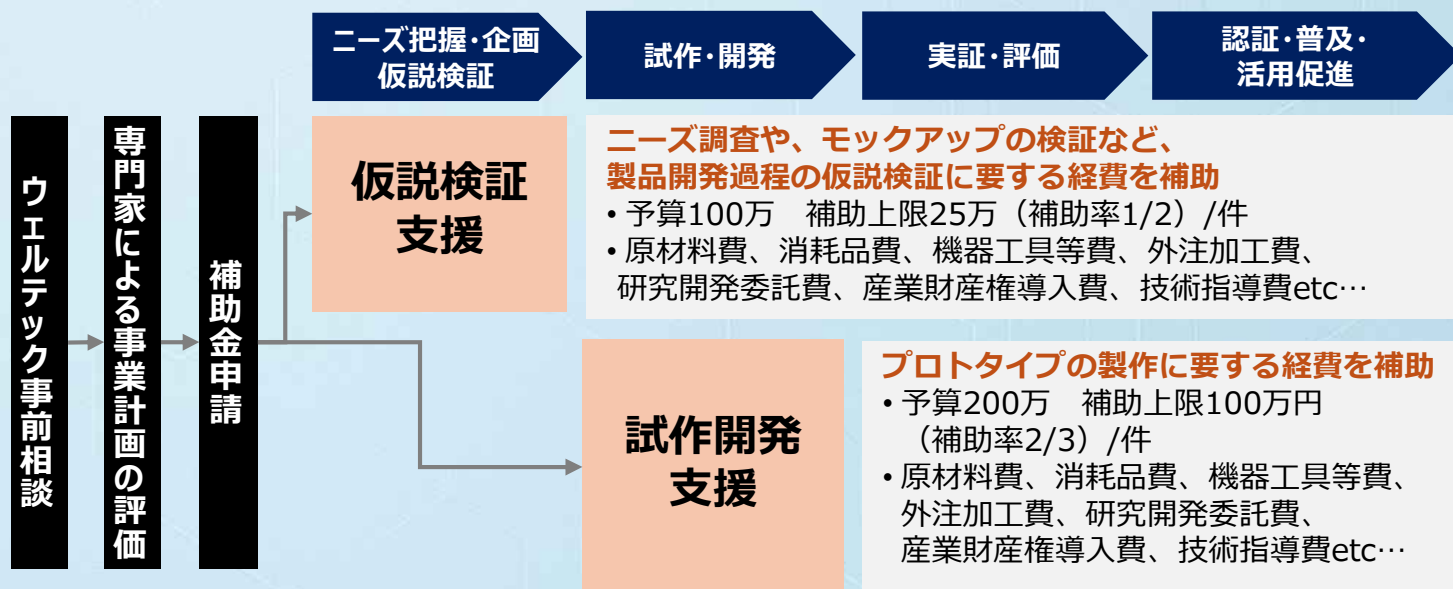 ニーズ把握・企画
仮説検証
試作・開発
実証・評価
認証・普及・
活用促進
ウエルテック事前相談
専門家による事業計画の評価
補助金申請
仮説検証
支援
ニーズ調査や、モックアップの検証など、
製品開発過程の仮説検証に要する経費を補助
• 予算100万　補助上限25万（補助率1/2）/件
• 原材料費、消耗品費、機器工具等費、外注加工費、
研究開発委託費、産業財産権導入費、技術指導費etc…
試作開発
支援
プロトタイプの製作に要する経費を補助
• 予算200万　補助上限100万円
（補助率2/3）/件
• 原材料費、消耗品費、機器工具等費、
外注加工費、研究開発委託費、
産業財産権導入費、技術指導費etc…